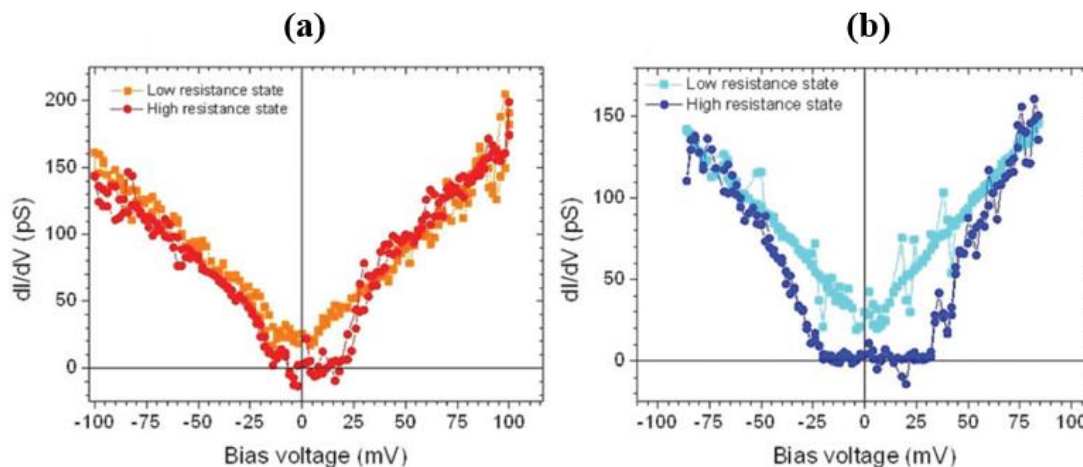 (a)
200
150
100
50
0
-100 -75 -50 -25 0 25 50 75 100
dI/dV (pS)
Bias voltage (mV)
Low resistance state
High resistance state
(b)
150
100
50
0
-100 -75 -50 -25 0 25 50 75 100
dI/dV (pS)
Bias voltage (mV)
Low resistance state
High resistance state